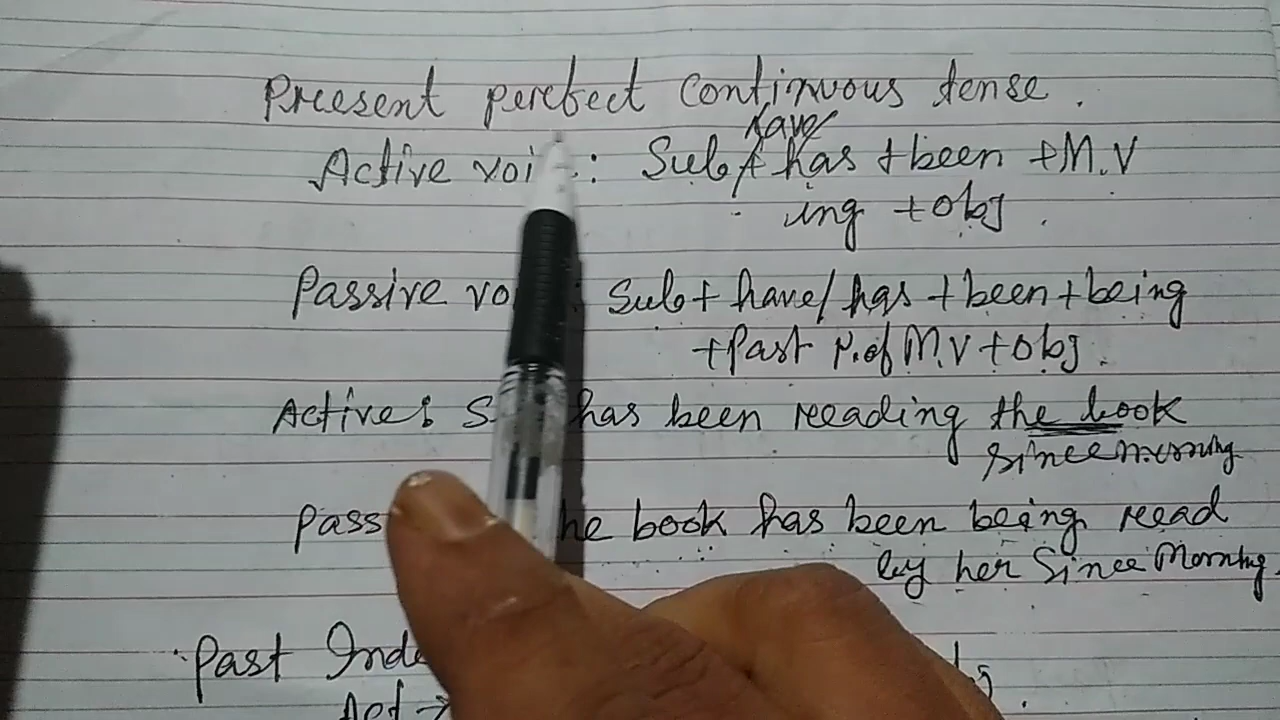 Present perfect continuous tense.
have/
Active voi : Sub + has + been + M.V
ing + obj.
Passive vo : Sub + have/has + been + being
+ Past P. of M.V + obj.
Active: S has been reading the book
since morning
Pass he book has been being read
by her Since Morning.
Past Inde
Act →